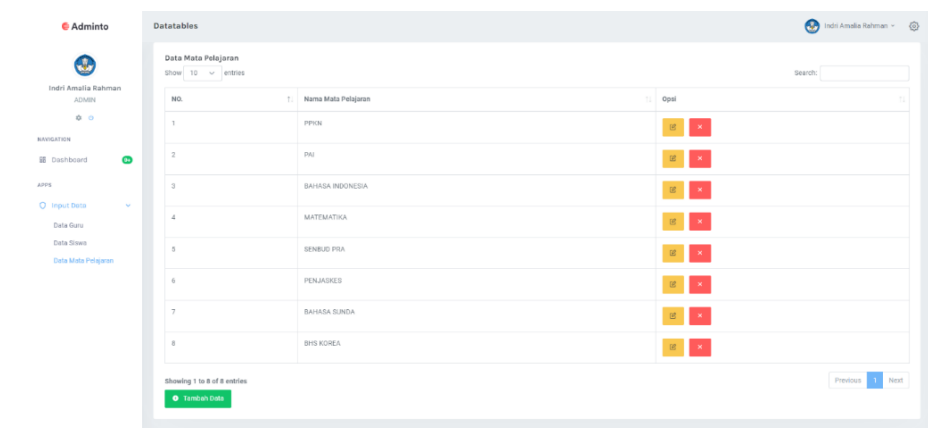 Adminto
Datatables
Indri Amalia Rahman
Indri Amalia Rahman
ADMIN
NAVIGATION
Dashboard
9+
APPS
Input Data
Data Guru
Data Siswa
Data Mata Pelajaran
Data Mata Pelajaran
Show 10 entries
Search:
NO. Nama Mata Pelajaran Opsi
1 PPKN
2 PAI
3 BAHASA INDONESIA
4 MATEMATIKA
5 SENBUD PRA
6 PENJASKES
7 BAHASA SUNDA
8 BHS KOREA
Showing 1 to 8 of 8 entries
Previous 1 Next
Tambah Data